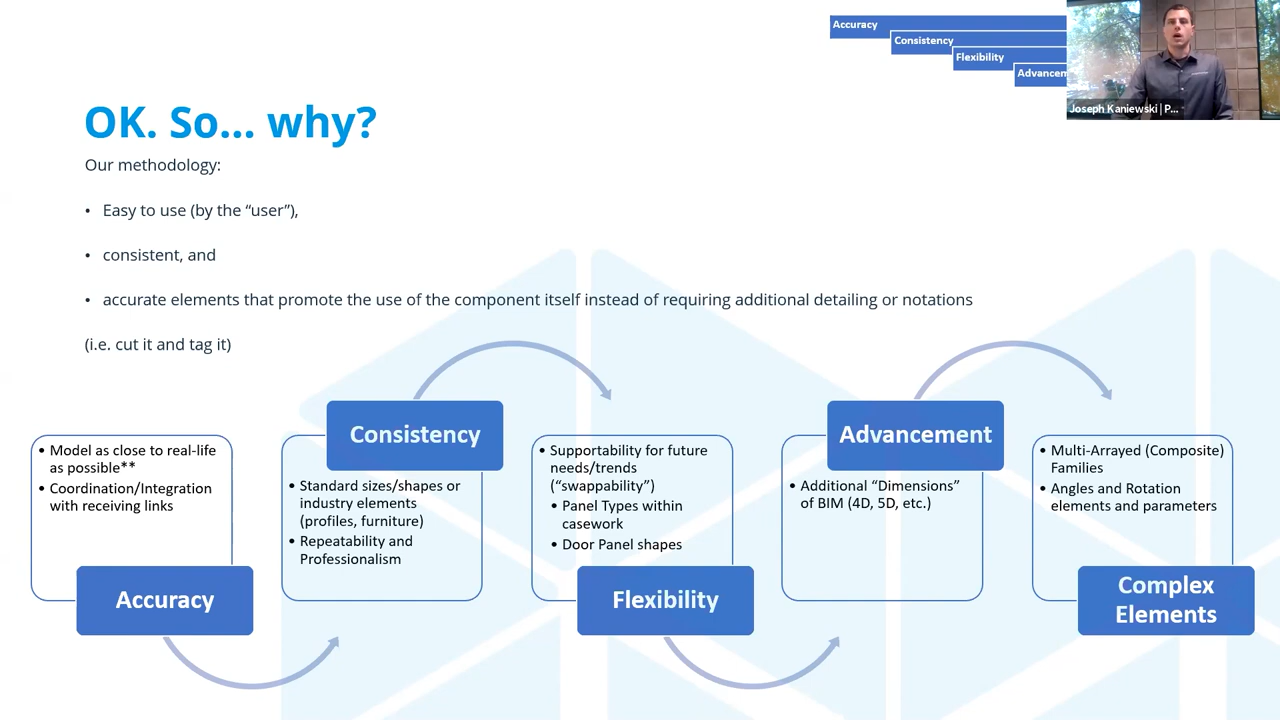 Accuracy
Consistency
Flexibility
Advancem
Joseph Kaniewski | P...
OK. So... why?
Our methodology:
• Easy to use (by the “user”),
• consistent, and
• accurate elements that promote the use of the component itself instead of requiring additional detailing or notations
(i.e. cut it and tag it)
• Model as close to real-life
as possible**
• Coordination/Integration
with receiving links
Accuracy
Consistency
• Standard sizes/shapes or
industry elements
(profiles, furniture)
• Repeatability and
Professionalism
• Supportability for future
needs/trends
(“swappability”)
• Panel Types within
casework
• Door Panel shapes
Flexibility
Advancement
• Additional “Dimensions”
of BIM (4D, 5D, etc.)
• Multi-Arrayed (Composite)
Families
• Angles and Rotation
elements and parameters
Complex
Elements